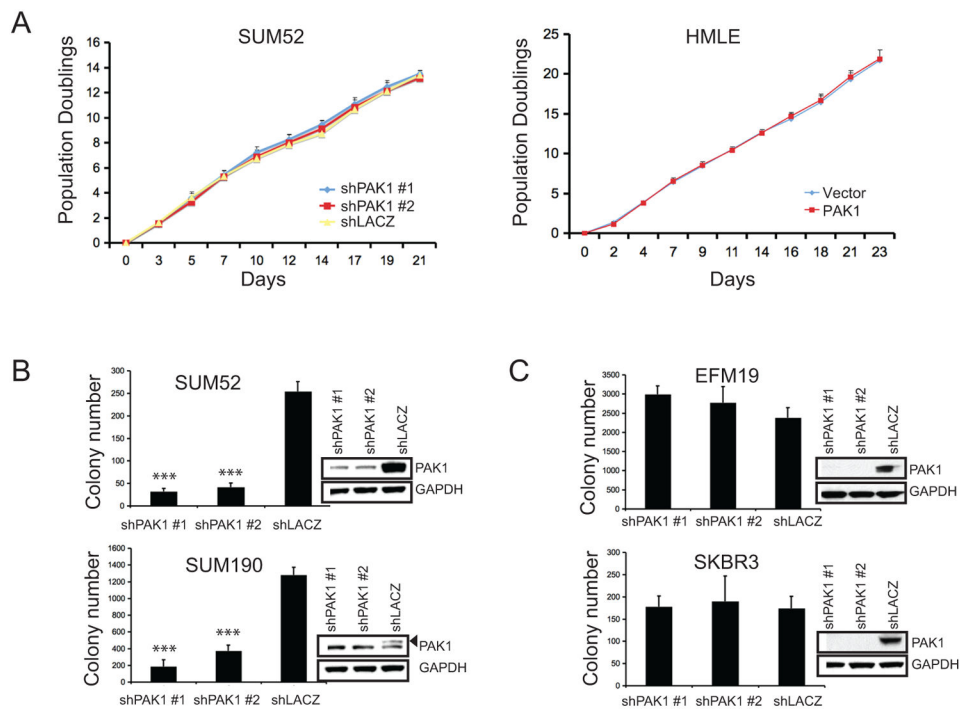 A
SUM52
Population Doublings
16
14
12
10
8
6
4
2
0
0 3 5 7 10 12 14 17 19 21
Days
shPAK1 #1
shPAK1 #2
shLACZ
HMLE
Population Doublings
25
20
15
10
5
0
0 2 4 7 9 11 14 16 18 21 23
Days
Vector
PAK1
B
SUM52
Colony number
300
250
200
150
100
50
0
*** ***
shPAK1 #1 shPAK1 #2 shLACZ
shPAK1 #1
shPAK1 #2
shLACZ
PAK1
GAPDH
SUM190
Colony number
1600
1400
1200
1000
800
600
400
200
0
*** ***
shPAK1 #1 shPAK1 #2 shLACZ
shPAK1 #1
shPAK1 #2
shLACZ
PAK1
GAPDH
C
EFM19
Colony number
3500
3000
2500
2000
1500
1000
500
0
shPAK1 #1 shPAK1 #2 shLACZ
shPAK1 #1
shPAK1 #2
shLACZ
PAK1
GAPDH
SKBR3
Colony number
300
250
200
150
100
50
0
shPAK1 #1 shPAK1 #2 shLACZ
shPAK1 #1
shPAK1 #2
shLACZ
PAK1
GAPDH